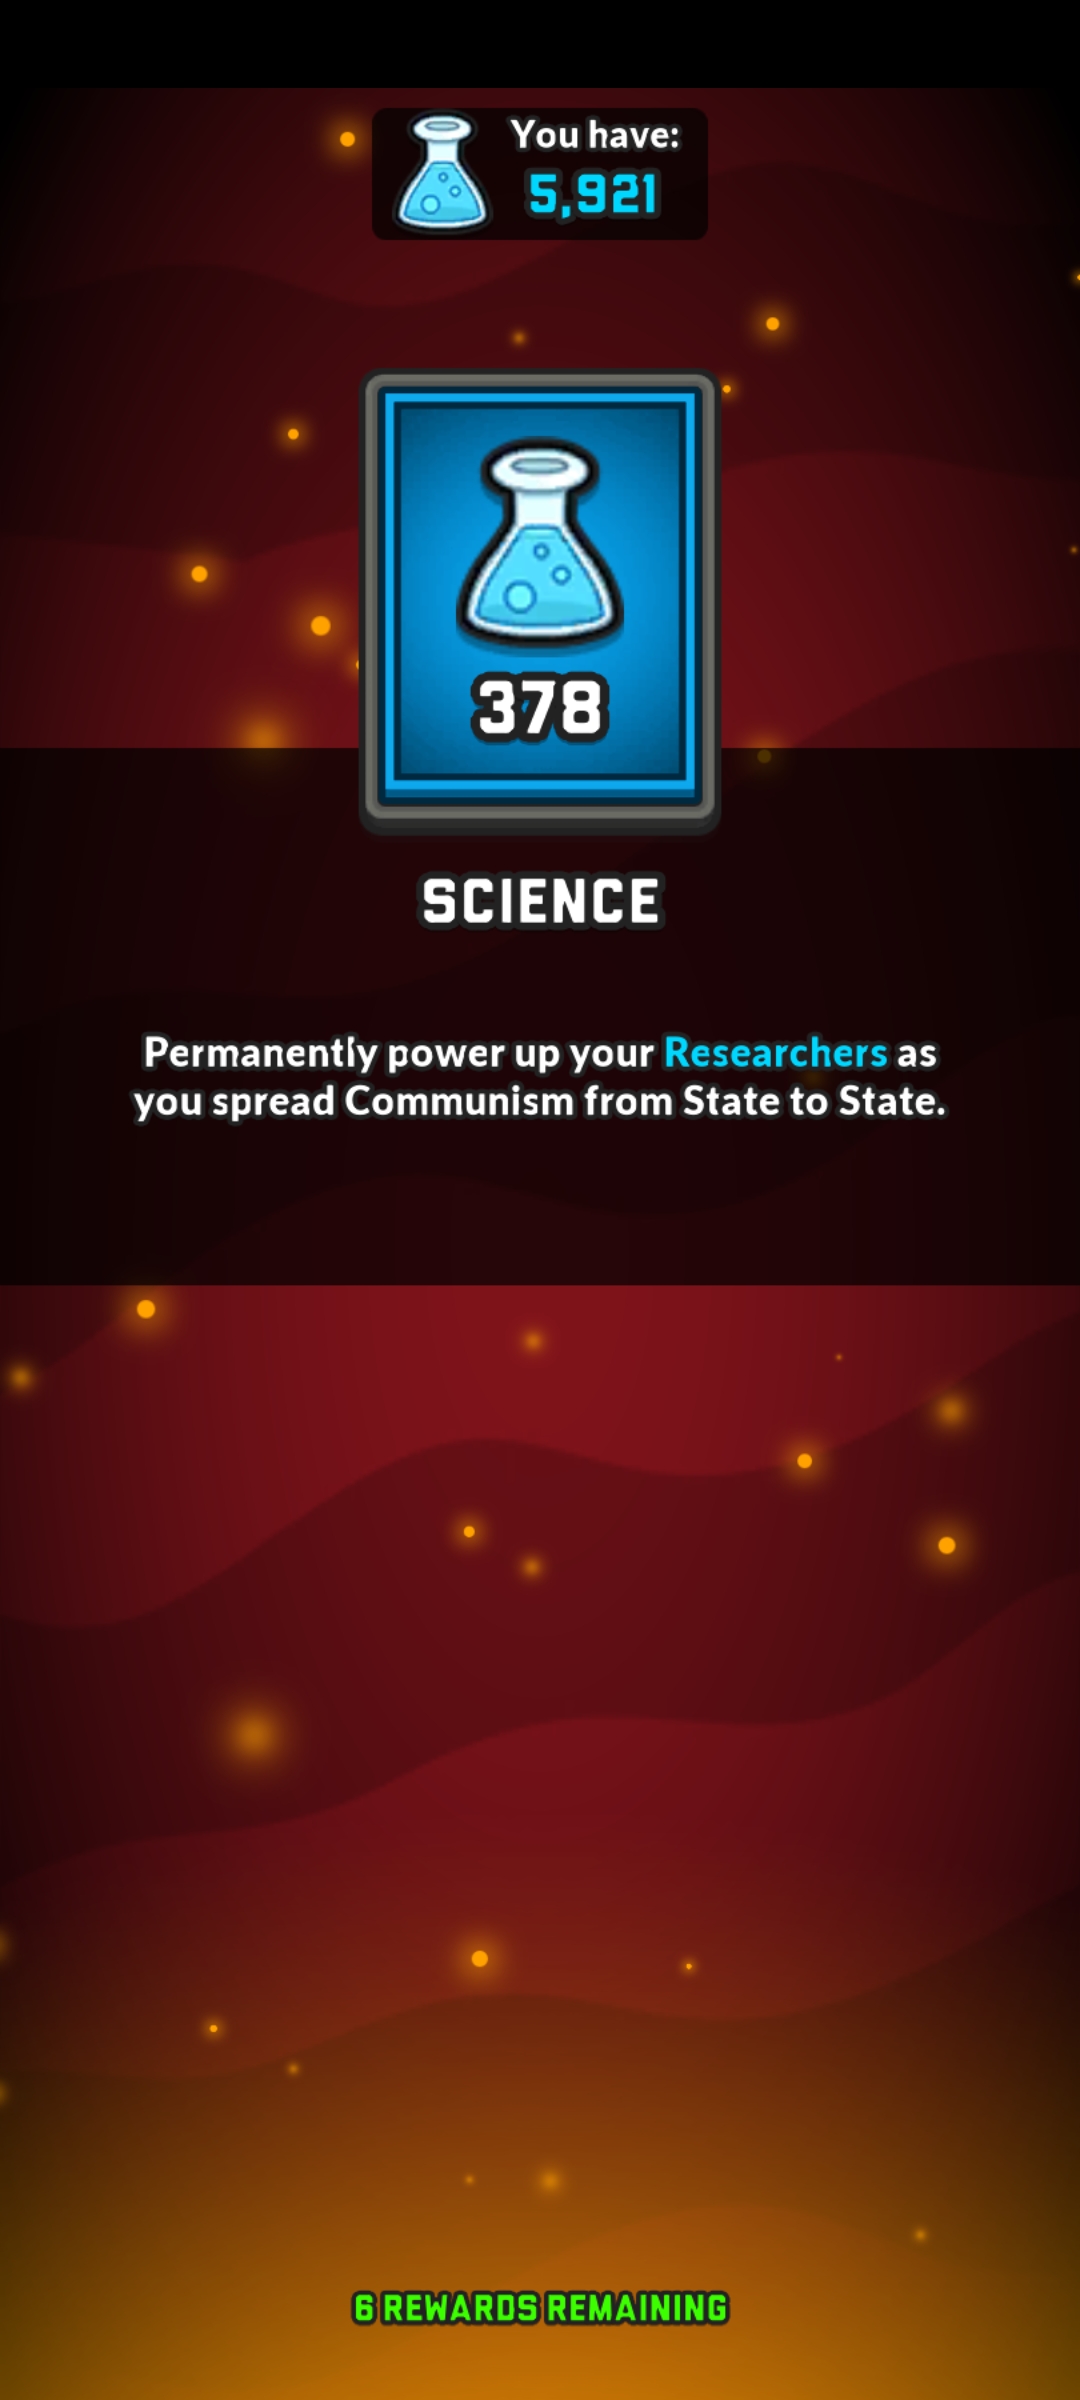 You have:
5,921
378
SCIENCE
Permanently power up your Researchers as
you spread Communism from State to State.
6 REWARDS REMAINING